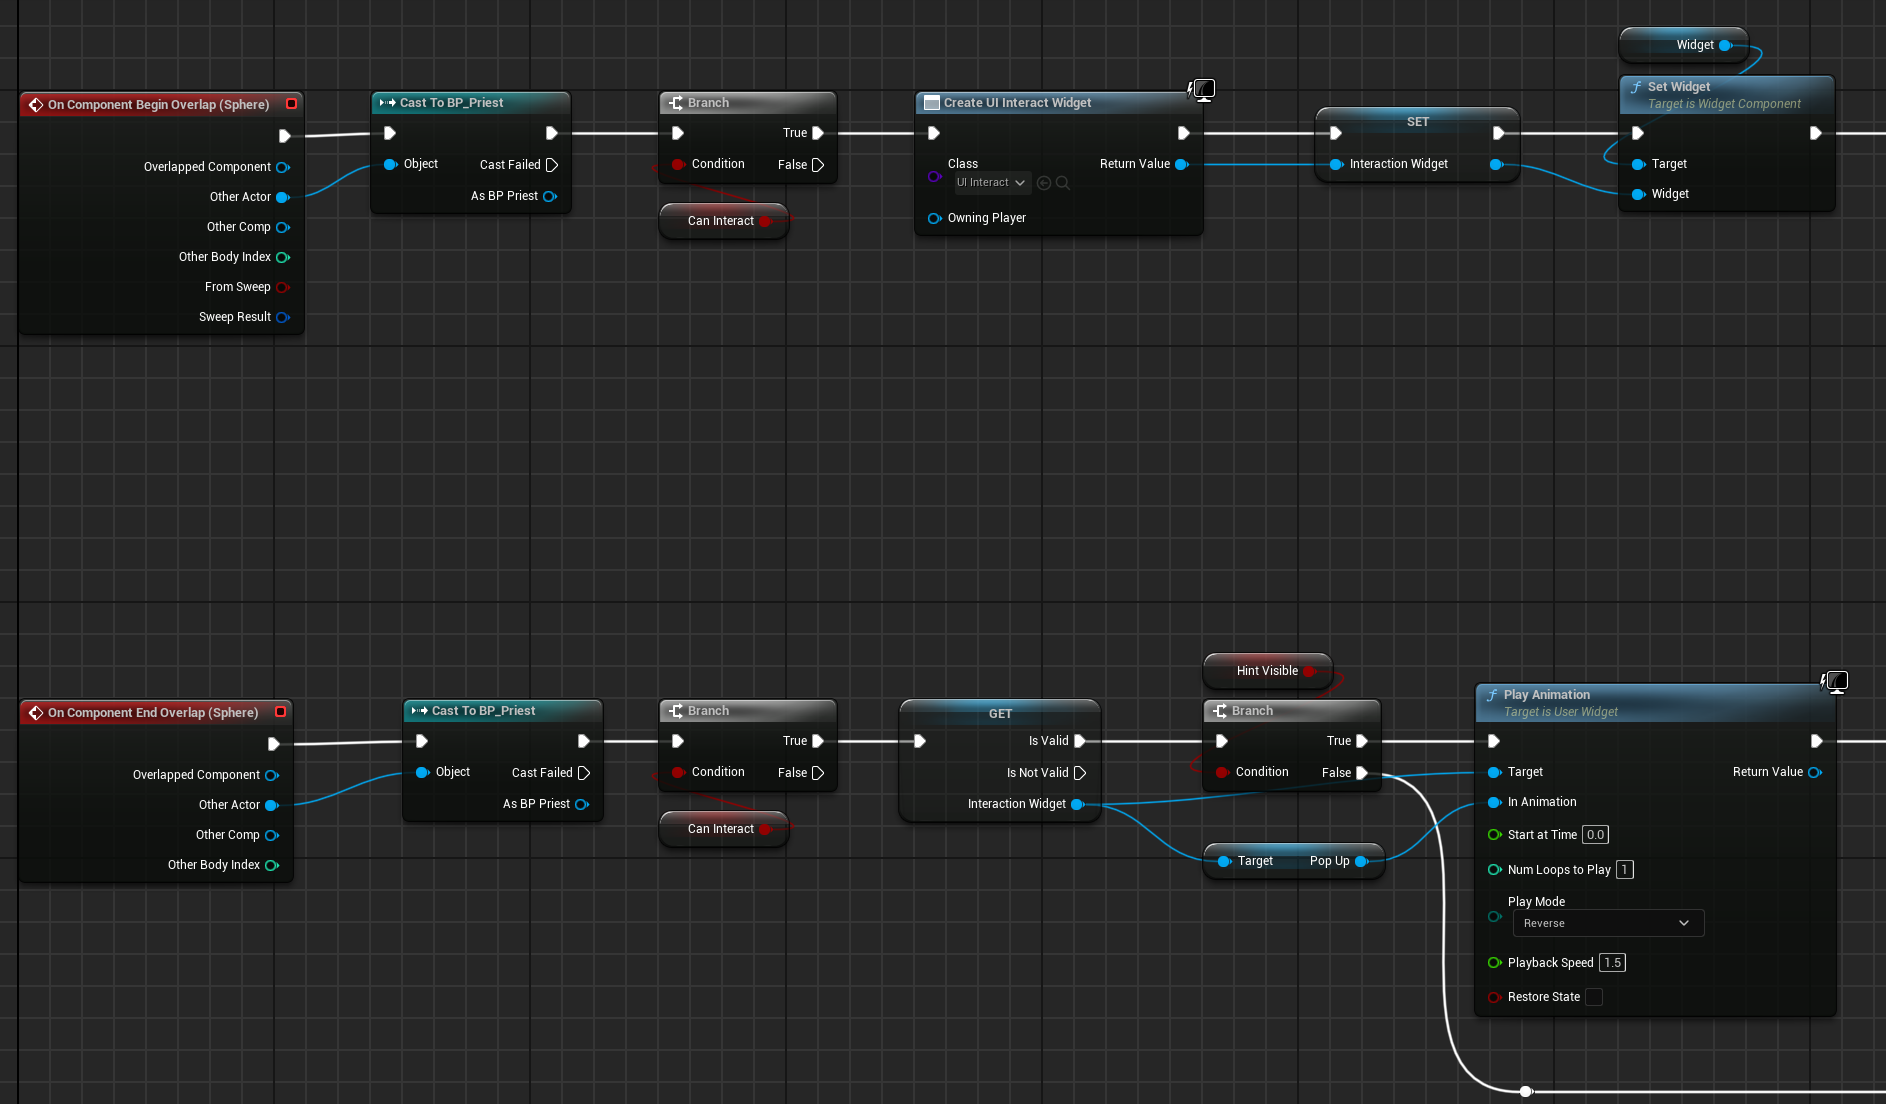 Widget
Set Widget
Target is Widget Component
Target
Widget
On Component Begin Overlap (Sphere)
Overlapped Component
Other Actor
Other Comp
Other Body Index
From Sweep
Sweep Result
Cast To BP_Priest
Object
Cast Failed
As BP Priest
Branch
True
Condition
False
Can Interact
Create UI Interact Widget
Class
Return Value
UI Interact
Owning Player
SET
Interaction Widget
On Component End Overlap (Sphere)
Overlapped Component
Other Actor
Other Comp
Other Body Index
Cast To BP_Priest
Object
Cast Failed
As BP Priest
Branch
True
Condition
False
Can Interact
GET
Is Valid
Is Not Valid
Interaction Widget
Hint Visible
Branch
True
Condition
False
Target
Pop Up
Play Animation
Target is User Widget
Target
Return Value
In Animation
Start at Time 0.0
Num Loops to Play 1
Play Mode
Reverse
Playback Speed 1.5
Restore State